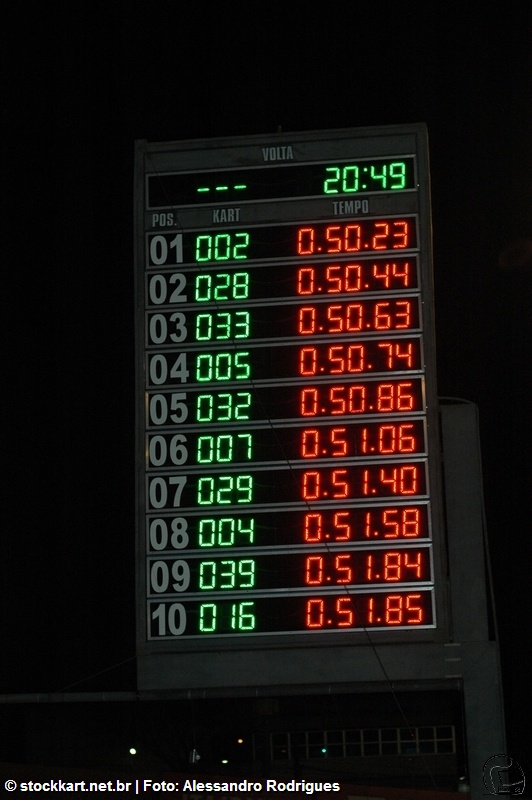 VOLTA
--- 20:49
POS. KART TEMPO
01 002 0.50.23
02 028 0.50.44
03 033 0.50.63
04 005 0.50.74
05 032 0.50.86
06 007 0.51.06
07 029 0.51.40
08 004 0.51.58
09 039 0.51.84
10 016 0.51.85
© stockkart.net.br | Foto: Alessandro Rodrigues